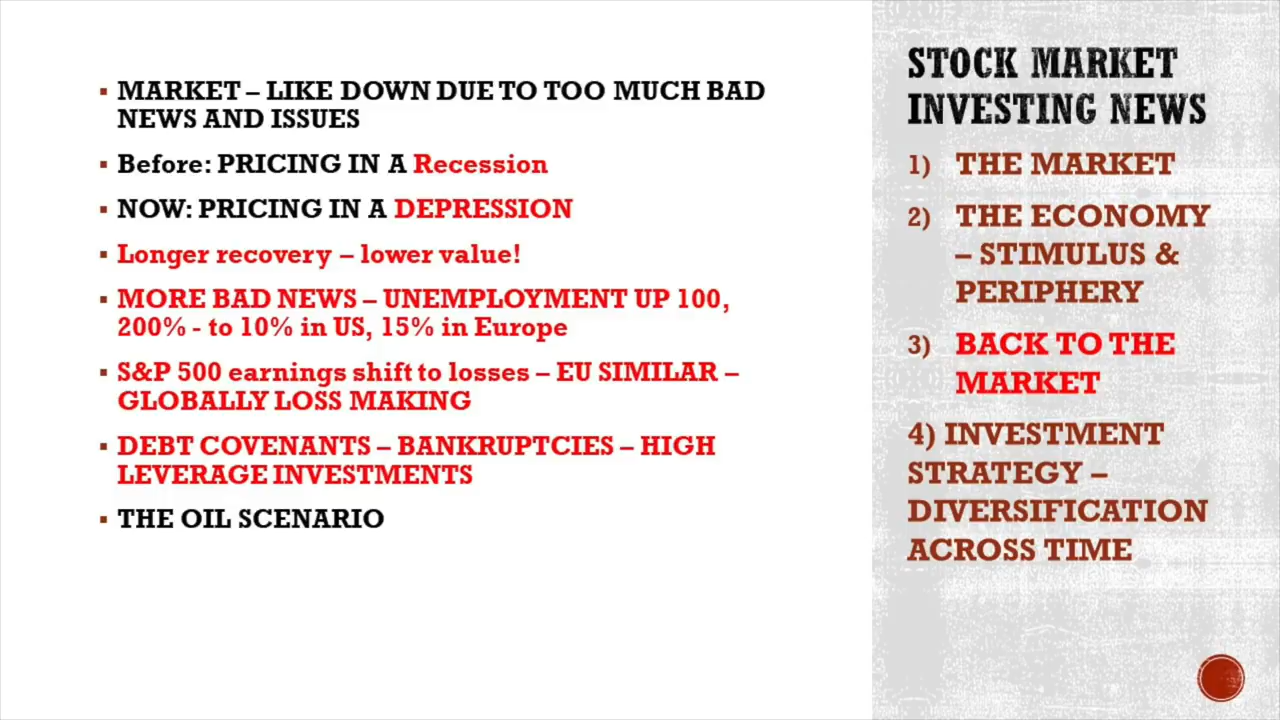 MARKET – LIKE DOWN DUE TO TOO MUCH BAD
NEWS AND ISSUES
Before: PRICING IN A Recession
NOW: PRICING IN A DEPRESSION
Longer recovery – lower value!
MORE BAD NEWS – UNEMPLOYMENT UP 100,
200% - to 10% in US, 15% in Europe
S&P 500 earnings shift to losses – EU SIMILAR –
GLOBALLY LOSS MAKING
DEBT COVENANTS – BANKRUPTCIES – HIGH
LEVERAGE INVESTMENTS
THE OIL SCENARIO
STOCK MARKET
INVESTING NEWS
1) THE MARKET
2) THE ECONOMY
– STIMULUS &
PERIPHERY
3) BACK TO THE
MARKET
4) INVESTMENT
STRATEGY –
DIVERSIFICATION
ACROSS TIME